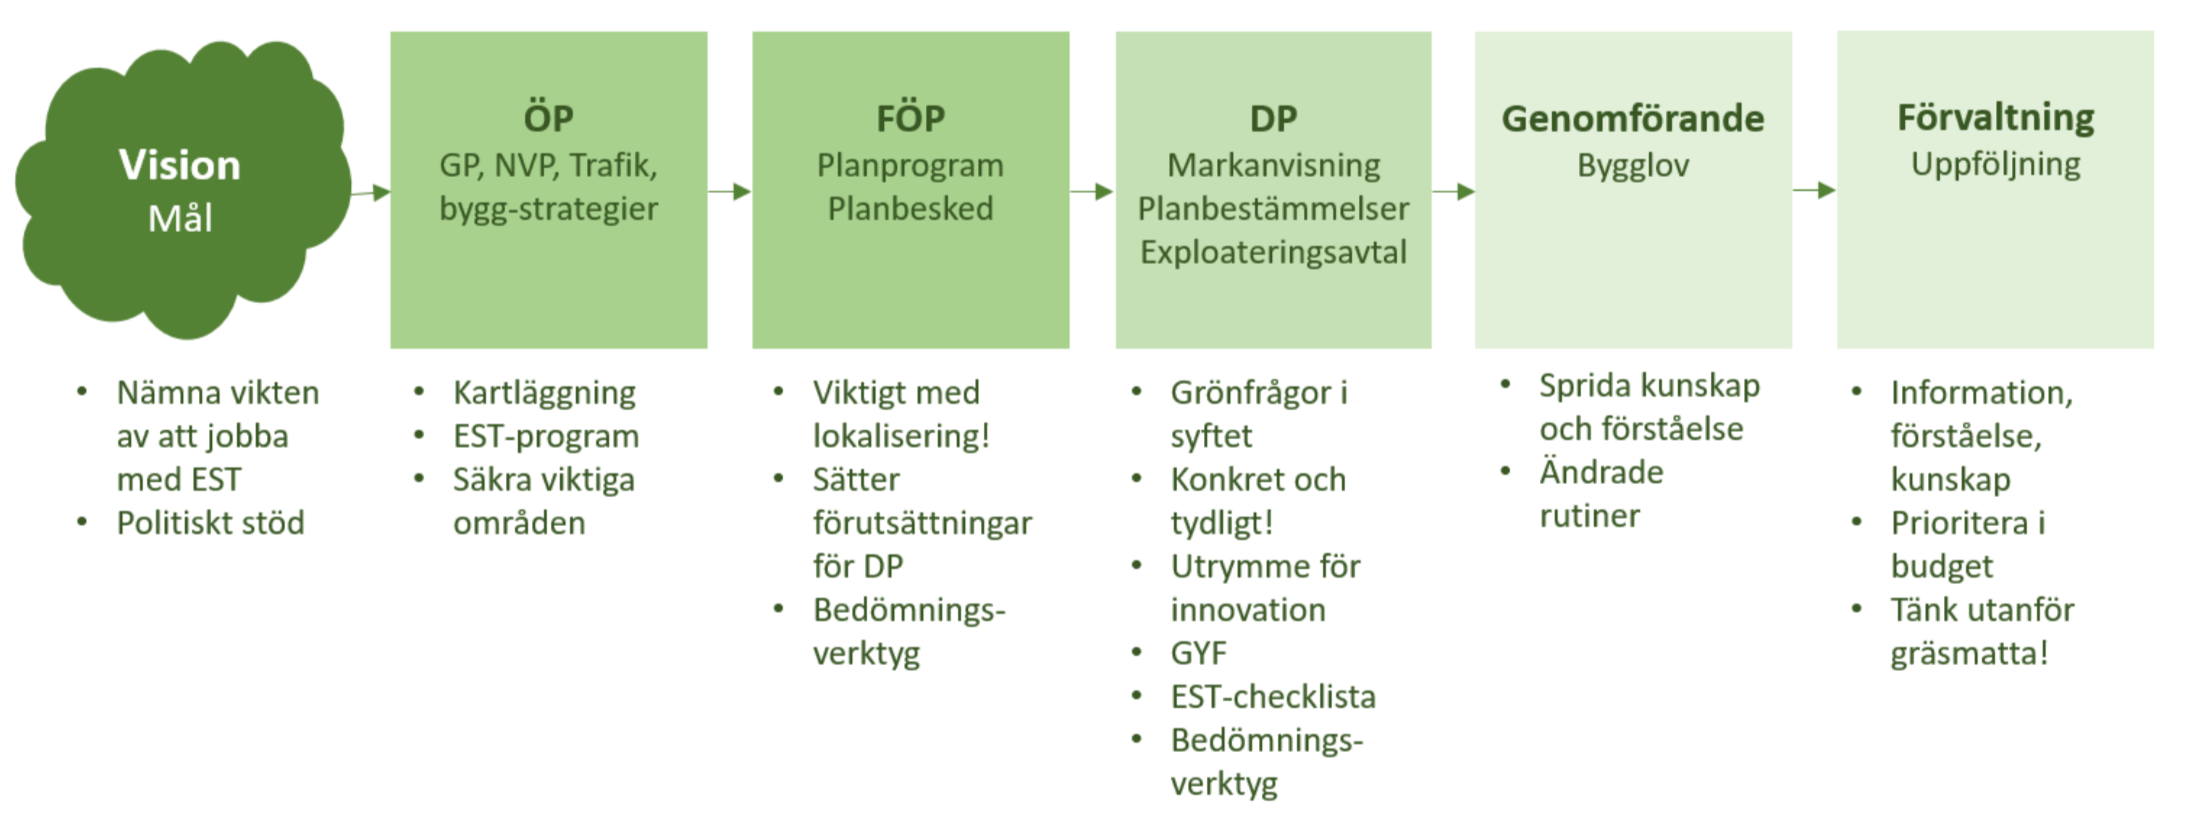 Vision
Mål
ÖP
GP, NVP, Trafik,
bygg-strategier
FÖP
Planprogram
Planbesked
DP
Markanvisning
Planbestämmelser
Exploateringsavtal
Genomförande
Bygglov
Förvaltning
Uppföljning
• Nämna vikten
av att jobba
med EST
• Politiskt stöd
• Kartläggning
• EST-program
• Säkra viktiga
områden
• Viktigt med
lokalisering!
• Sätter
förutsättningar
för DP
• Bedömnings-
verktyg
• Grönfrågor i
syftet
• Konkret och
tydligt!
• Utrymme för
innovation
• GYF
• EST-checklista
• Bedömnings-
verktyg
• Sprida kunskap
och förståelse
• Ändrade
rutiner
• Information,
förståelse,
kunskap
• Prioritera i
budget
• Tänk utanför
gräsmatta!